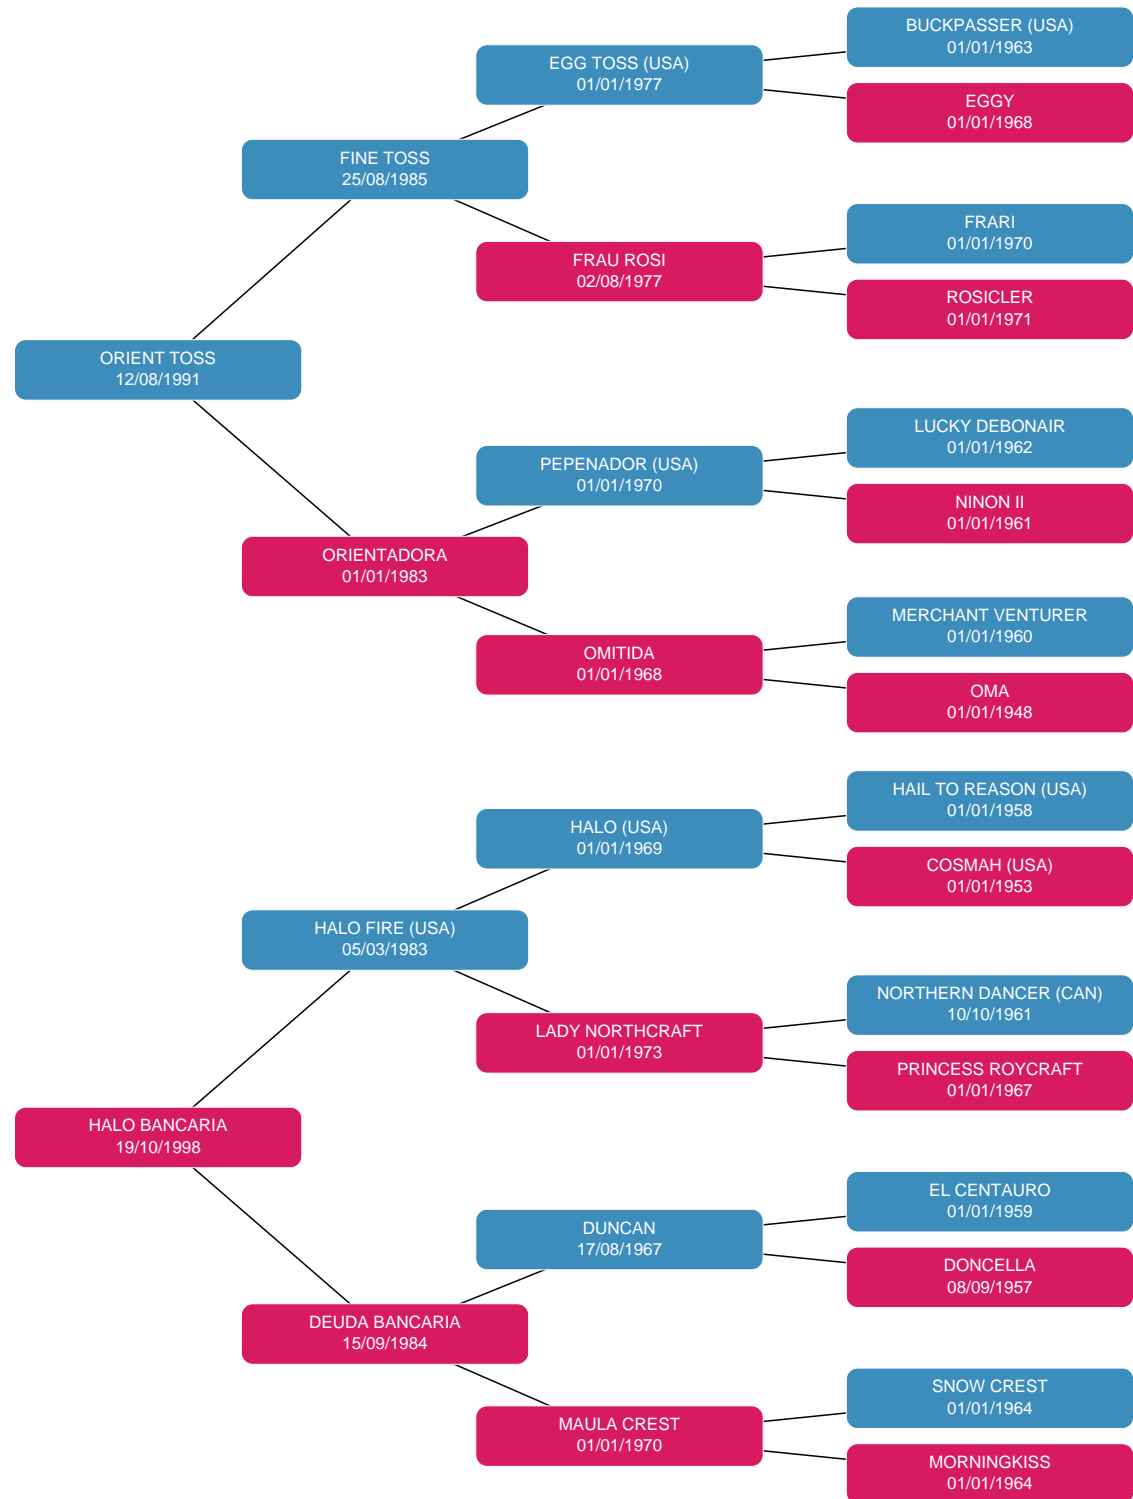 BUCKPASSER (USA)
01/01/1963
EGG TOSS (USA)
01/01/1977
EGGY
01/01/1968
FINE TOSS
25/08/1985
FRARI
01/01/1970
FRAU ROSI
02/08/1977
ROSICLER
01/01/1971
ORIENT TOSS
12/08/1991
LUCKY DEBONAIR
01/01/1962
PEPENADOR (USA)
01/01/1970
NINON II
01/01/1961
ORIENTADORA
01/01/1983
MERCHANT VENTURER
01/01/1960
OMITIDA
01/01/1968
OMA
01/01/1948
HAIL TO REASON (USA)
01/01/1958
HALO (USA)
01/01/1969
COSMAH (USA)
01/01/1953
HALO FIRE (USA)
05/03/1983
NORTHERN DANCER (CAN)
10/10/1961
LADY NORTHCRAFT
01/01/1973
PRINCESS ROYCRAFT
01/01/1967
HALO BANCARIA
19/10/1998
EL CENTAURO
01/01/1959
DUNCAN
17/08/1967
DONCELLA
08/09/1957
DEUDA BANCARIA
15/09/1984
SNOW CREST
01/01/1964
MAULA CREST
01/01/1970
MORNINGKISS
01/01/1964